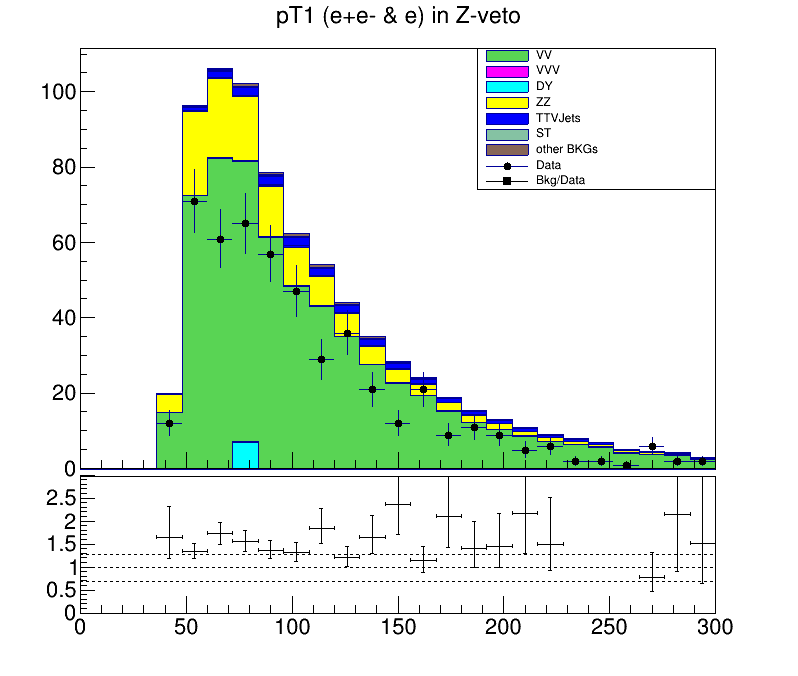 pT1 (e+e- & e) in Z-veto
VV
VVV
DY
ZZ
TTVJets
ST
other BKGs
Data
Bkg/Data
100
80
60
40
20
0
2.5
2
1.5
1
0.5
0
0 50 100 150 200 250 300